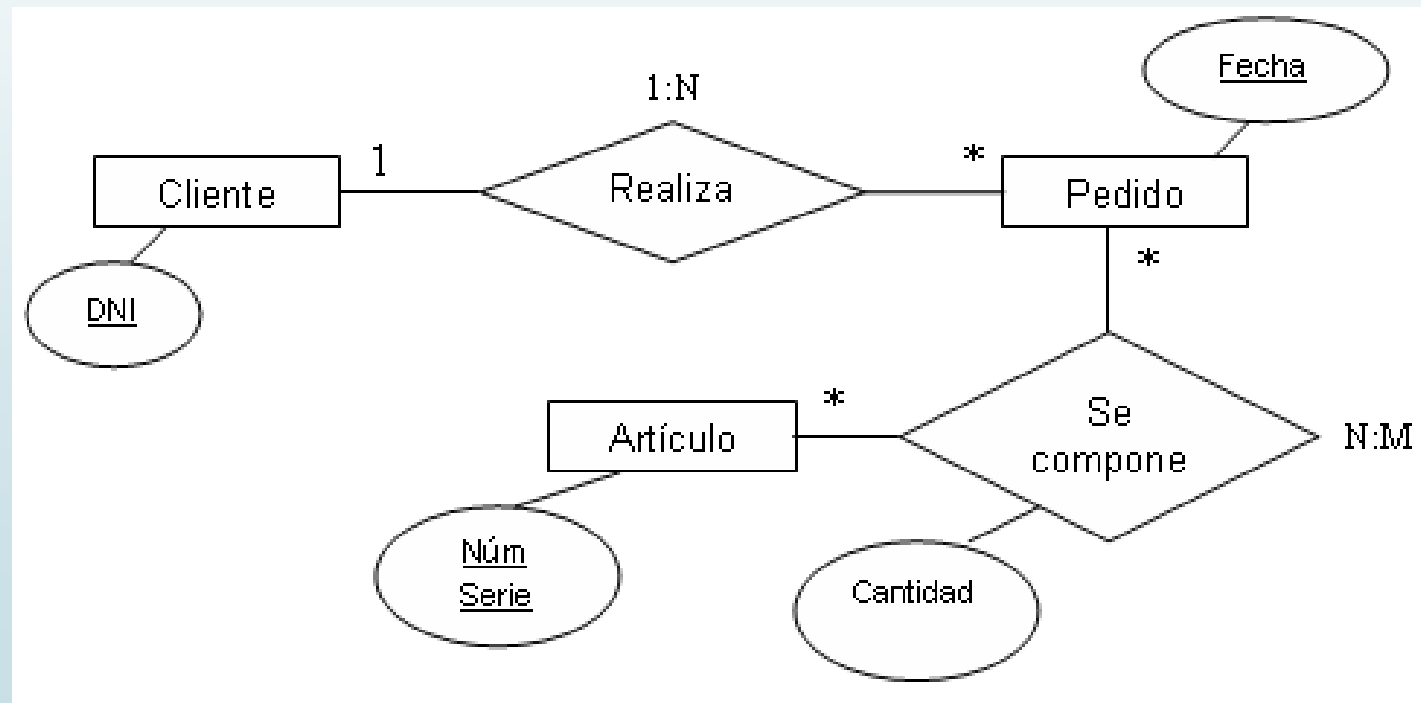 Fecha
1:N
1
*
Cliente
Realiza
Pedido
*
DNI
*
Artículo
Se
compone
N:M
Núm
Serie
Cantidad